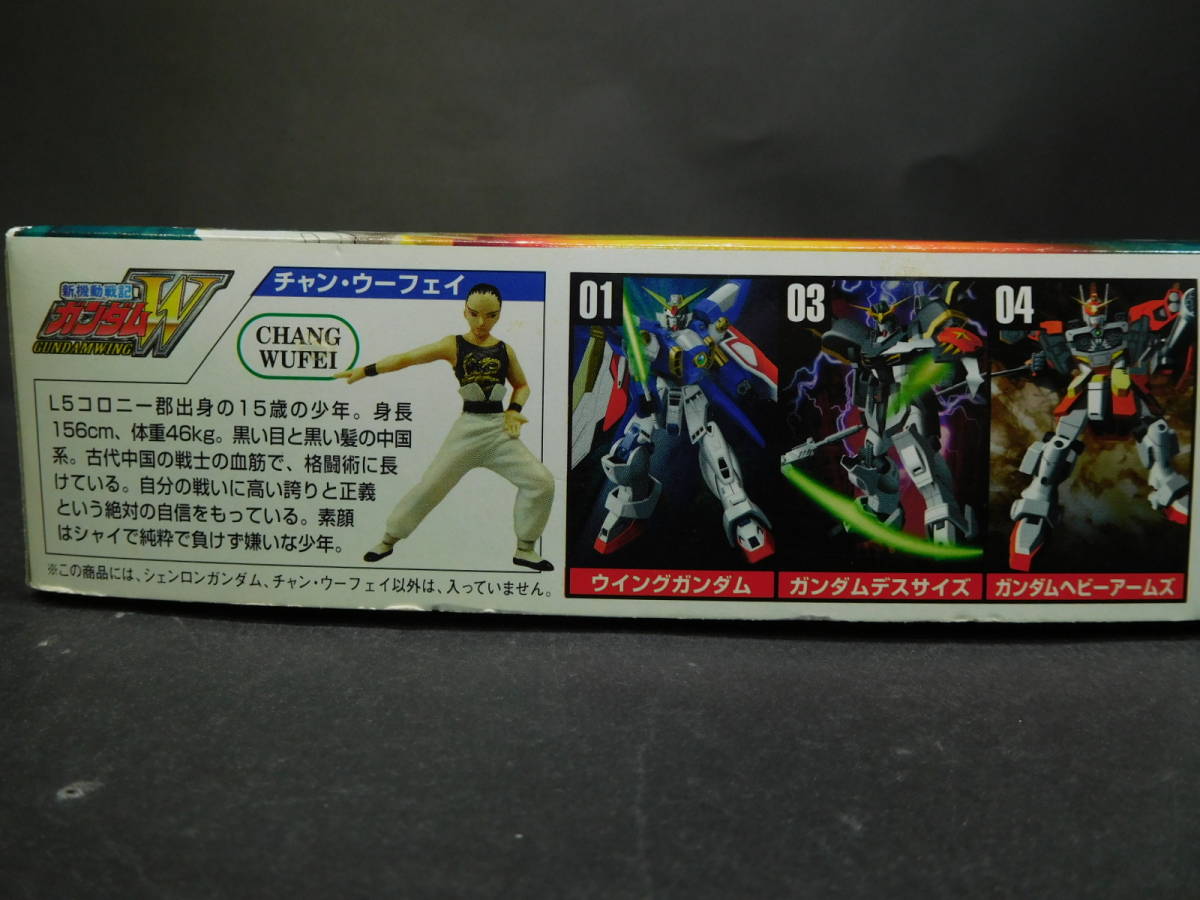 新機動戦記
ガンダムW
GUNDAMWING
チャン・ウーフェイ
CHANG
WUFEI
L5コロニー郡出身の15歳の少年。身長
156cm、体重46kg。黒い目と黒い髪の中国
系。古代中国の戦士の血筋で、格闘術に長
けている。自分の戦いに高い誇りと正義
という絶対の自信をもっている。素顔
はシャイで純粋で負けず嫌いな少年。
※この商品には、シェンロンガンダム、チャン・ウーフェイ以外は、入っていません。
01
ウイングガンダム
03
ガンダムデスサイズ
04
ガンダムヘビーアームズ